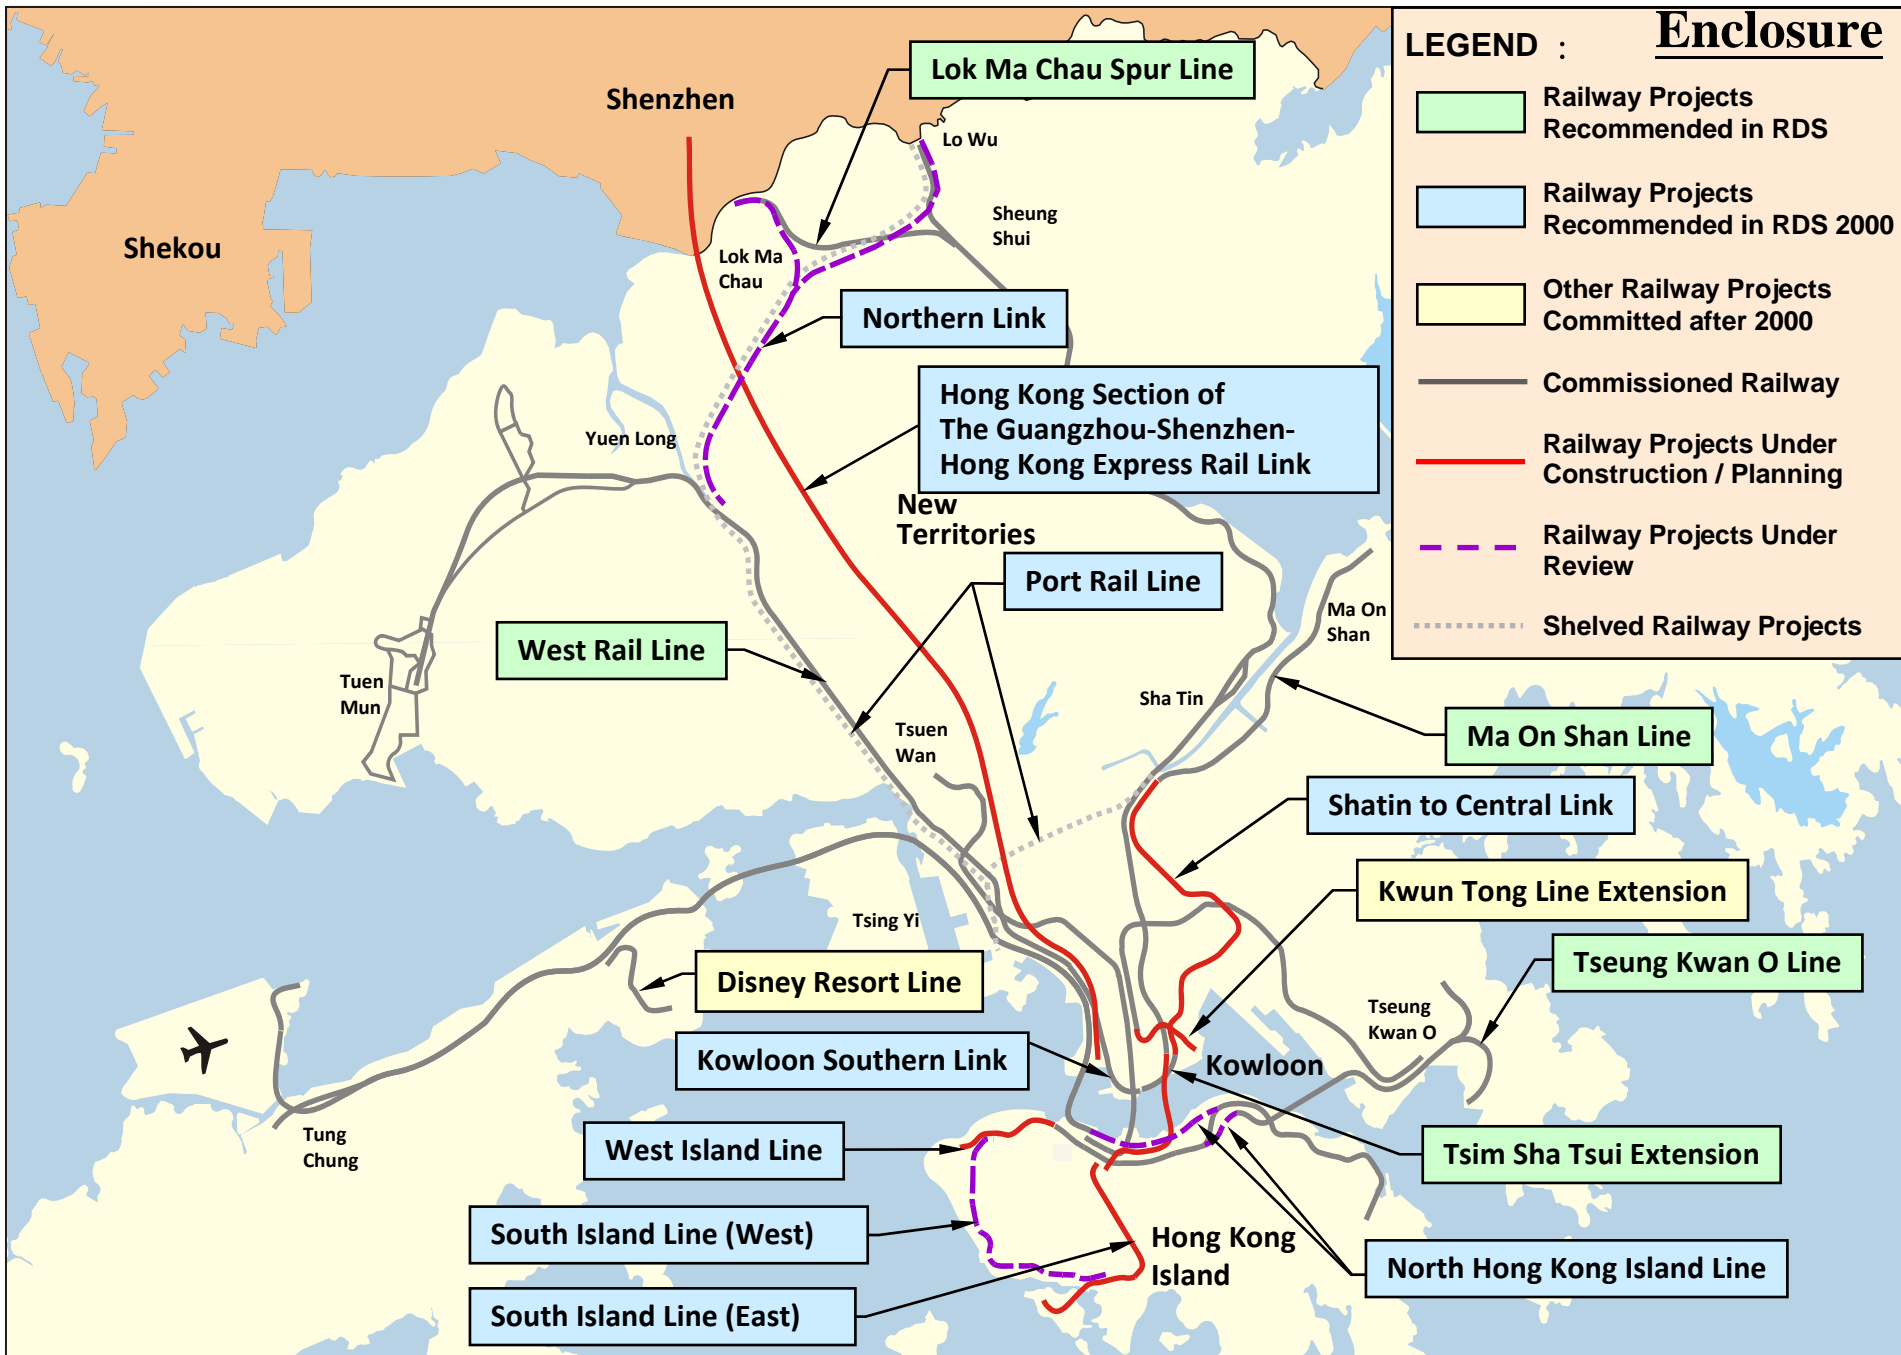 Enclosure
LEGEND :
Railway Projects
Recommended in RDS
Railway Projects
Recommended in RDS 2000
Other Railway Projects
Committed after 2000
Commissioned Railway
Railway Projects Under
Construction / Planning
Railway Projects Under
Review
Shelved Railway Projects
Lok Ma Chau Spur Line
Shenzhen
Lo Wu
Sheung
Shui
Shekou
Lok Ma
Chau
Northern Link
Hong Kong Section of
The Guangzhou-Shenzhen-
Hong Kong Express Rail Link
Yuen Long
New
Territories
Port Rail Line
Ma On
Shan
West Rail Line
Tuen
Mun
Sha Tin
Tsuen
Wan
Ma On Shan Line
Shatin to Central Link
Kwun Tong Line Extension
Tsing Yi
Tseung Kwan O Line
Disney Resort Line
Tseung
Kwan O
Kowloon Southern Link
Kowloon
Tung
Chung
West Island Line
Tsim Sha Tsui Extension
South Island Line (West)
Hong Kong
Island
North Hong Kong Island Line
South Island Line (East)